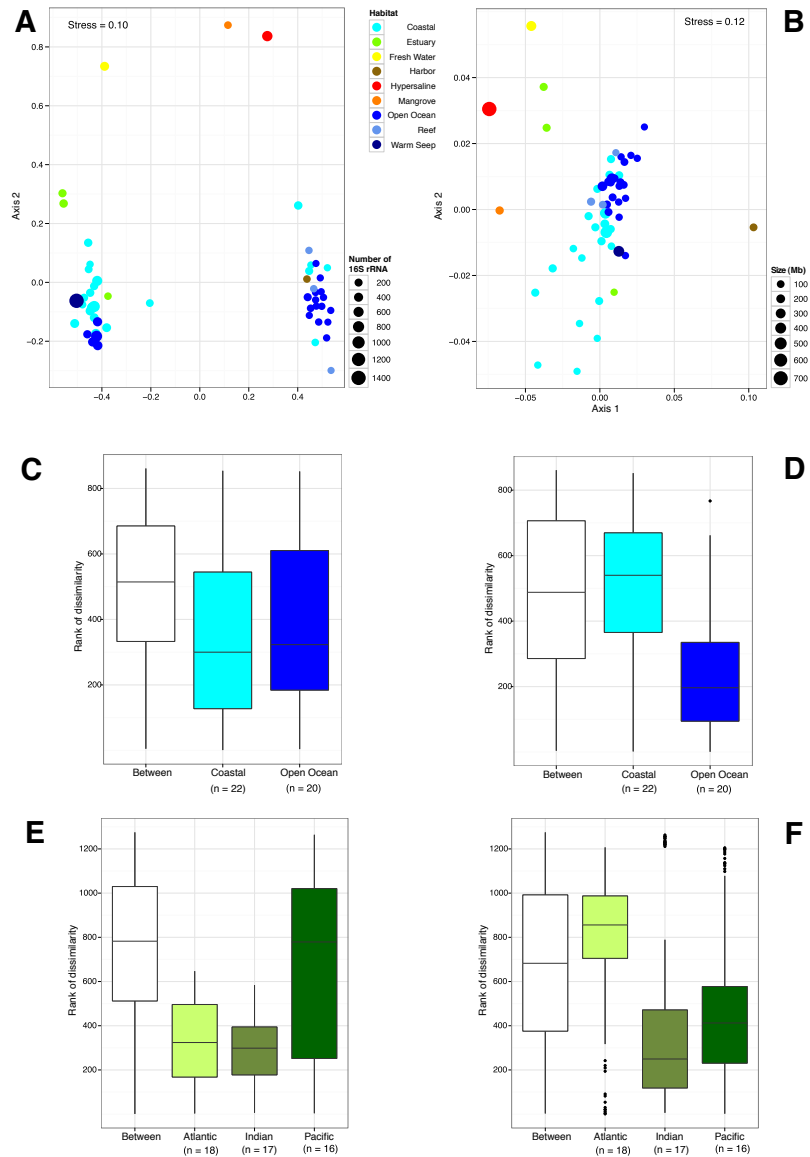 A
Stress = 0.10
Axis 2
0.8
0.6
0.4
0.2
0.0
−0.2
−0.4
−0.2
0.0
0.2
0.4
Habitat
Coastal
Estuary
Fresh Water
Harbor
Hypersaline
Mangrove
Open Ocean
Reef
Warm Seep
Number of
16S rRNA
200
400
600
800
1000
1200
1400
B
Stress = 0.12
Axis 2
0.04
0.02
0.00
−0.02
−0.04
−0.05
0.00
0.05
0.10
Axis 1
Size (Mb)
100
200
300
400
500
600
700
C
Rank of dissimilarity
800
600
400
200
Between
Coastal
Open Ocean
(n = 22)
(n = 20)
D
Rank of dissimilarity
800
600
400
200
Between
Coastal
Open Ocean
(n = 22)
(n = 20)
E
Rank of dissimilarity
1200
1000
800
600
400
200
Between
Atlantic
Indian
Pacific
(n = 18)
(n = 17)
(n = 16)
F
Rank of dissimilarity
1200
1000
800
600
400
200
Between
Atlantic
Indian
Pacific
(n = 18)
(n = 17)
(n = 16)